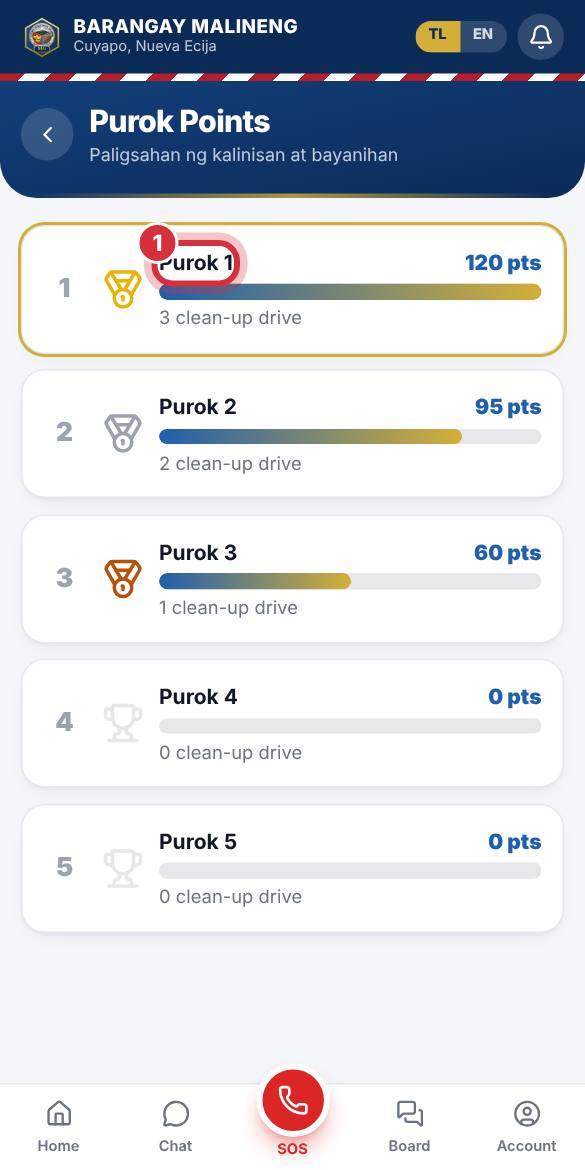 BARANGAY MALINENG
Cuyapo, Nueva Ecija
TL EN
Purok Points
Paligsahan ng kalinisan at bayanihan
1
1
Purok 1
120 pts
3 clean-up drive
2
Purok 2
95 pts
2 clean-up drive
3
Purok 3
60 pts
1 clean-up drive
4
Purok 4
0 pts
0 clean-up drive
5
Purok 5
0 pts
0 clean-up drive
Home
Chat
SOS
Board
Account